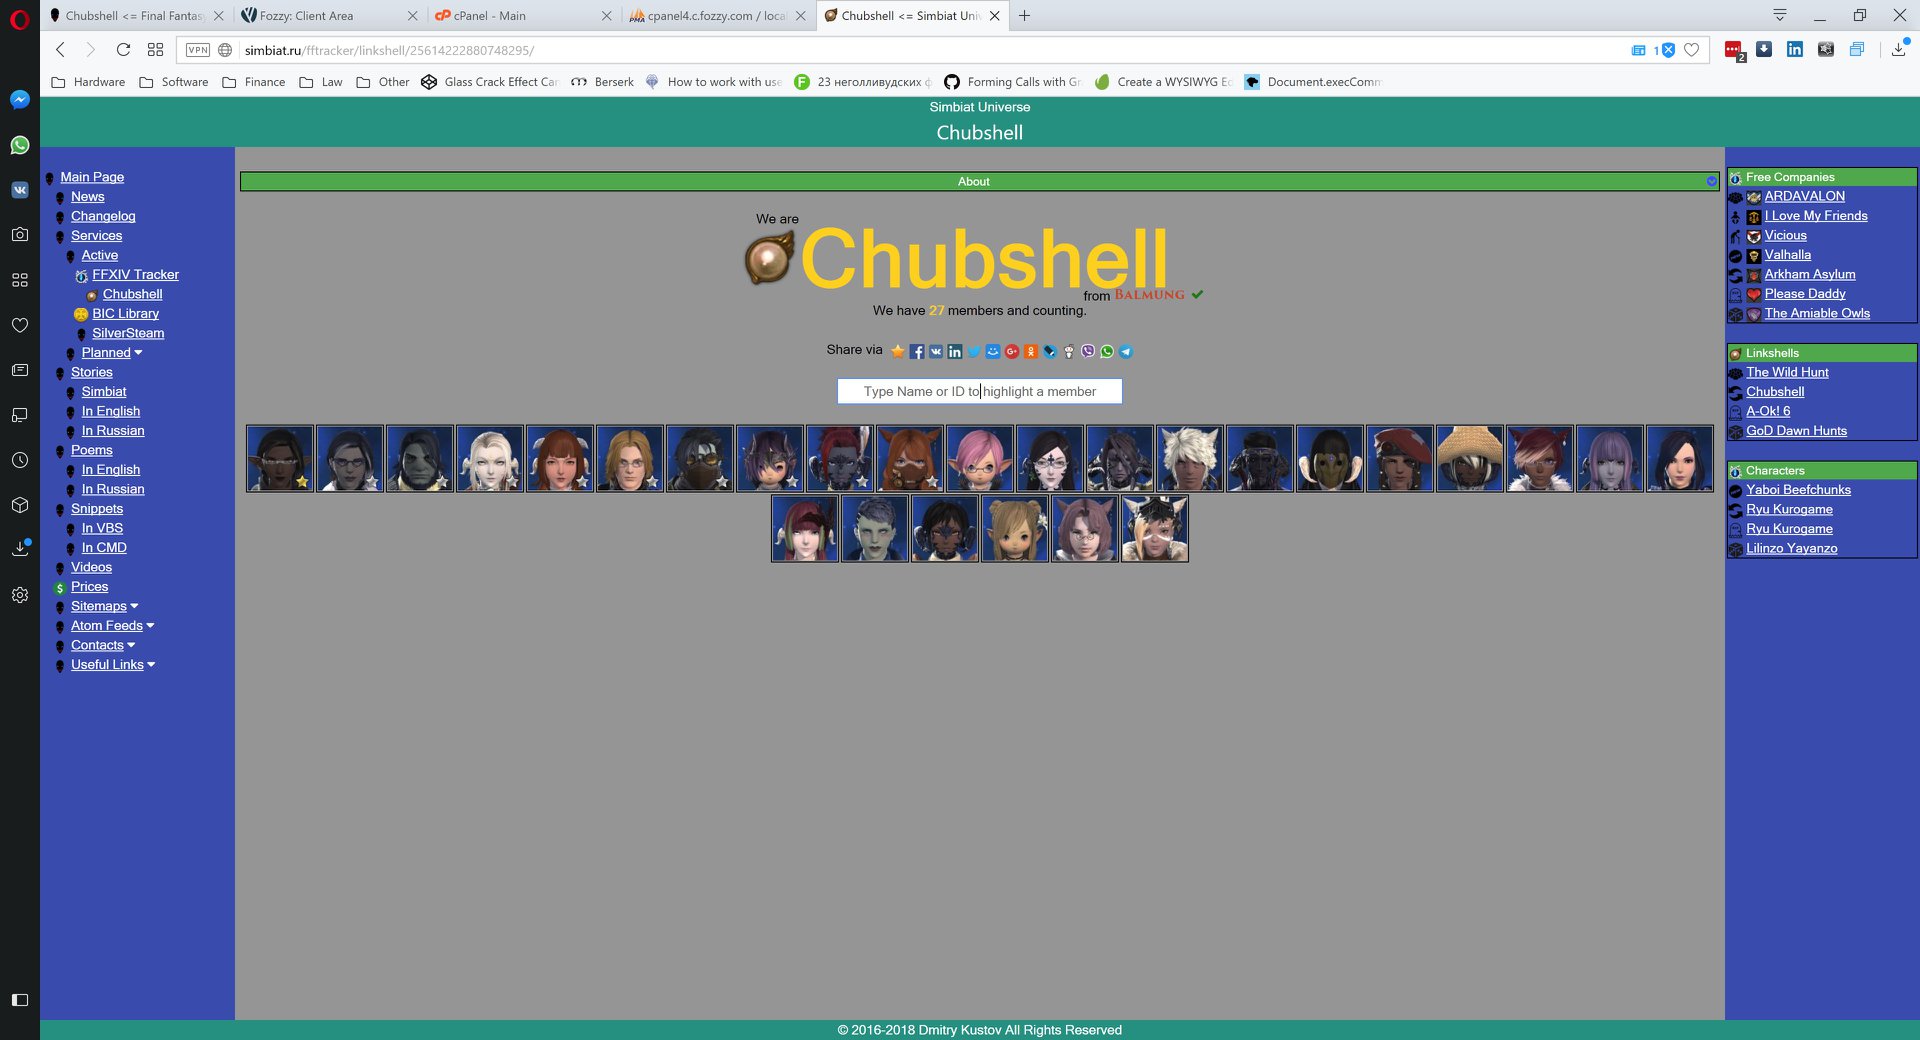 Chubshell <= Final Fantasy
Fozzy: Client Area
cPanel - Main
cpanel4.c.fozzy.com / loca
Chubshell <= Simbiat Uni
VPN
simbiat.ru/fftracker/linkshell/25614222880748295/
1
2
Hardware
Software
Finance
Law
Other
Glass Crack Effect Can
Berserk
How to work with use
23 неголливудских ф
Forming Calls with Gr
Create a WYSIWYG Ed
Document.execComm
Simbiat Universe
Chubshell
Main Page
News
Changelog
Services
Active
FFXIV Tracker
Chubshell
BIC Library
SilverSteam
Planned
Stories
Simbiat
In English
In Russian
Poems
In English
In Russian
Snippets
In VBS
In CMD
Videos
Prices
Sitemaps
Atom Feeds
Contacts
Useful Links
About
We are
Chubshell
from BALMUNG
We have 27 members and counting.
Share via
Type Name or ID to highlight a member
Free Companies
ARDAVALON
I Love My Friends
Vicious
Valhalla
Arkham Asylum
Please Daddy
The Amiable Owls
Linkshells
The Wild Hunt
Chubshell
A-Ok! 6
GoD Dawn Hunts
Characters
Yaboi Beefchunks
Ryu Kurogame
Ryu Kurogame
Lilinzo Yayanzo
© 2016-2018 Dmitry Kustov All Rights Reserved